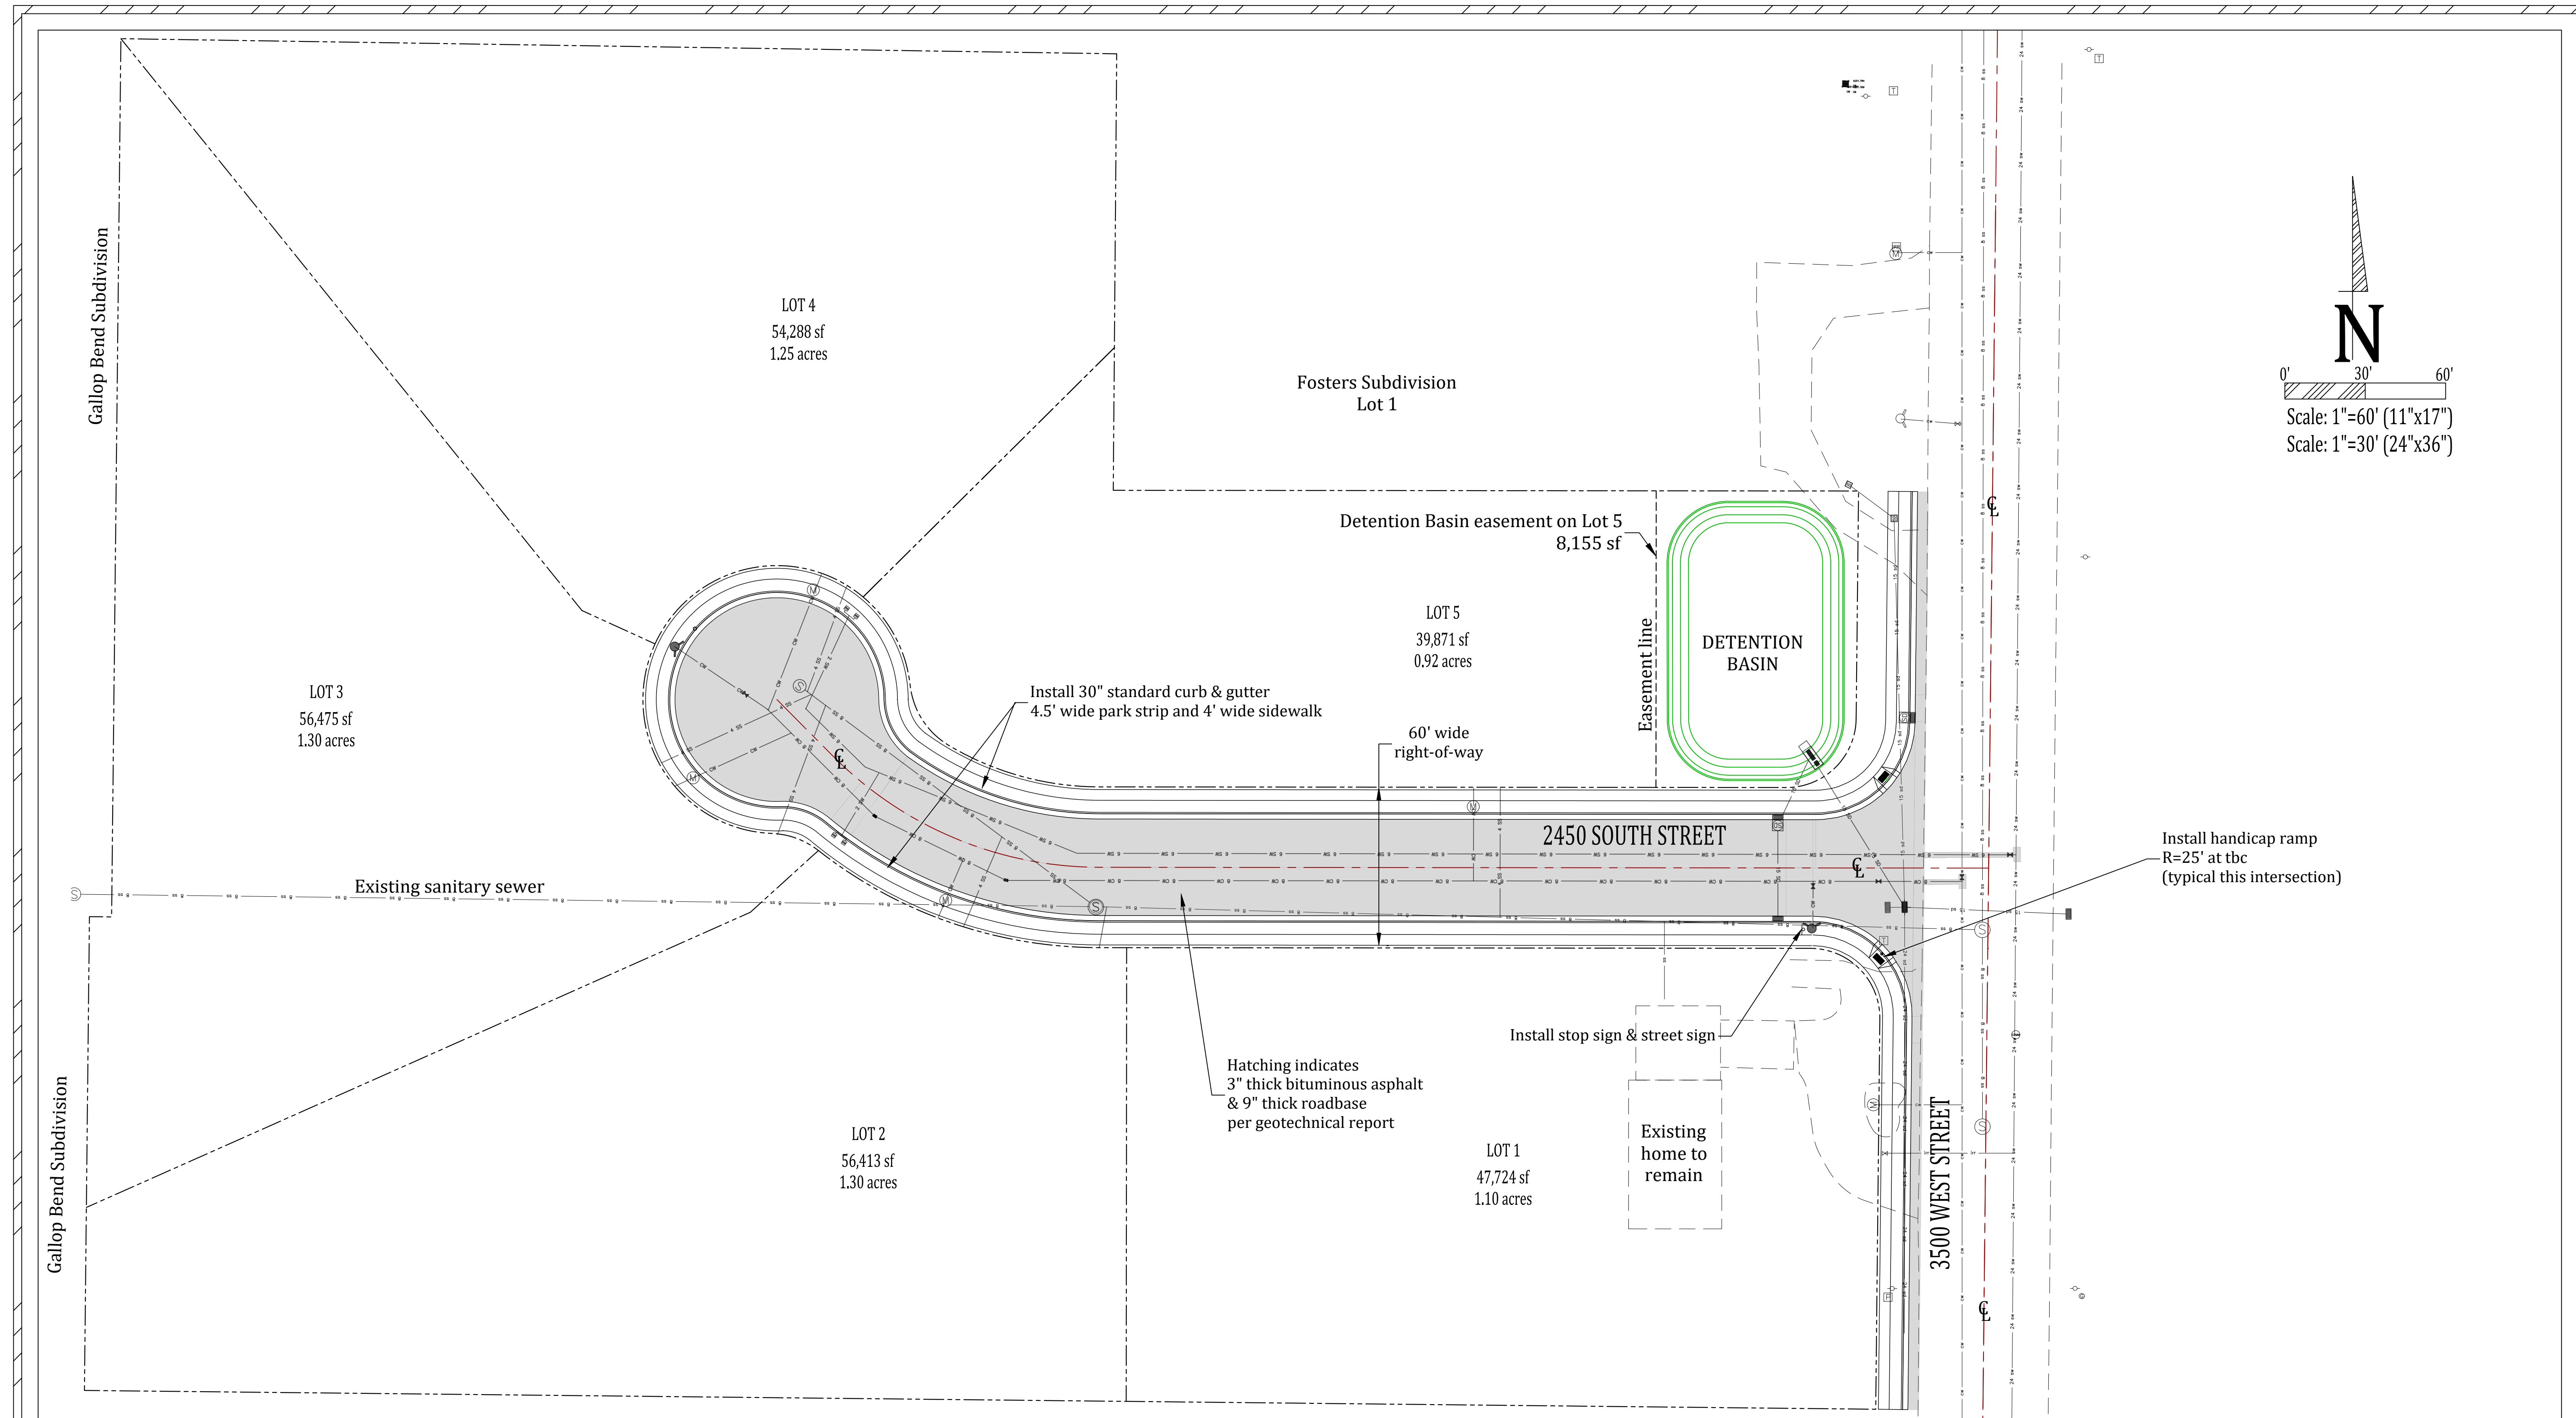 Gallop Bend Subdivision
LOT 4
54,288 sf
1.25 acres
Fosters Subdivision
Lot 1
N
0' 30' 60'
Scale: 1"=60' (11"x17")
Scale: 1"=30' (24"x36")
Detention Basin easement on Lot 5
8,155 sf
LOT 5
39,871 sf
0.92 acres
Easement line
DETENTION
BASIN
LOT 3
56,475 sf
1.30 acres
Install 30" standard curb & gutter
4.5' wide park strip and 4' wide sidewalk
60' wide
right-of-way
2450 SOUTH STREET
Install handicap ramp
R=25' at tbc
(typical this intersection)
Existing sanitary sewer
Install stop sign & street sign
Hatching indicates
3" thick bituminous asphalt
& 9" thick roadbase
per geotechnical report
Gallop Bend Subdivision
LOT 2
56,413 sf
1.30 acres
LOT 1
47,724 sf
1.10 acres
Existing
home to
remain
3500 WEST STREET